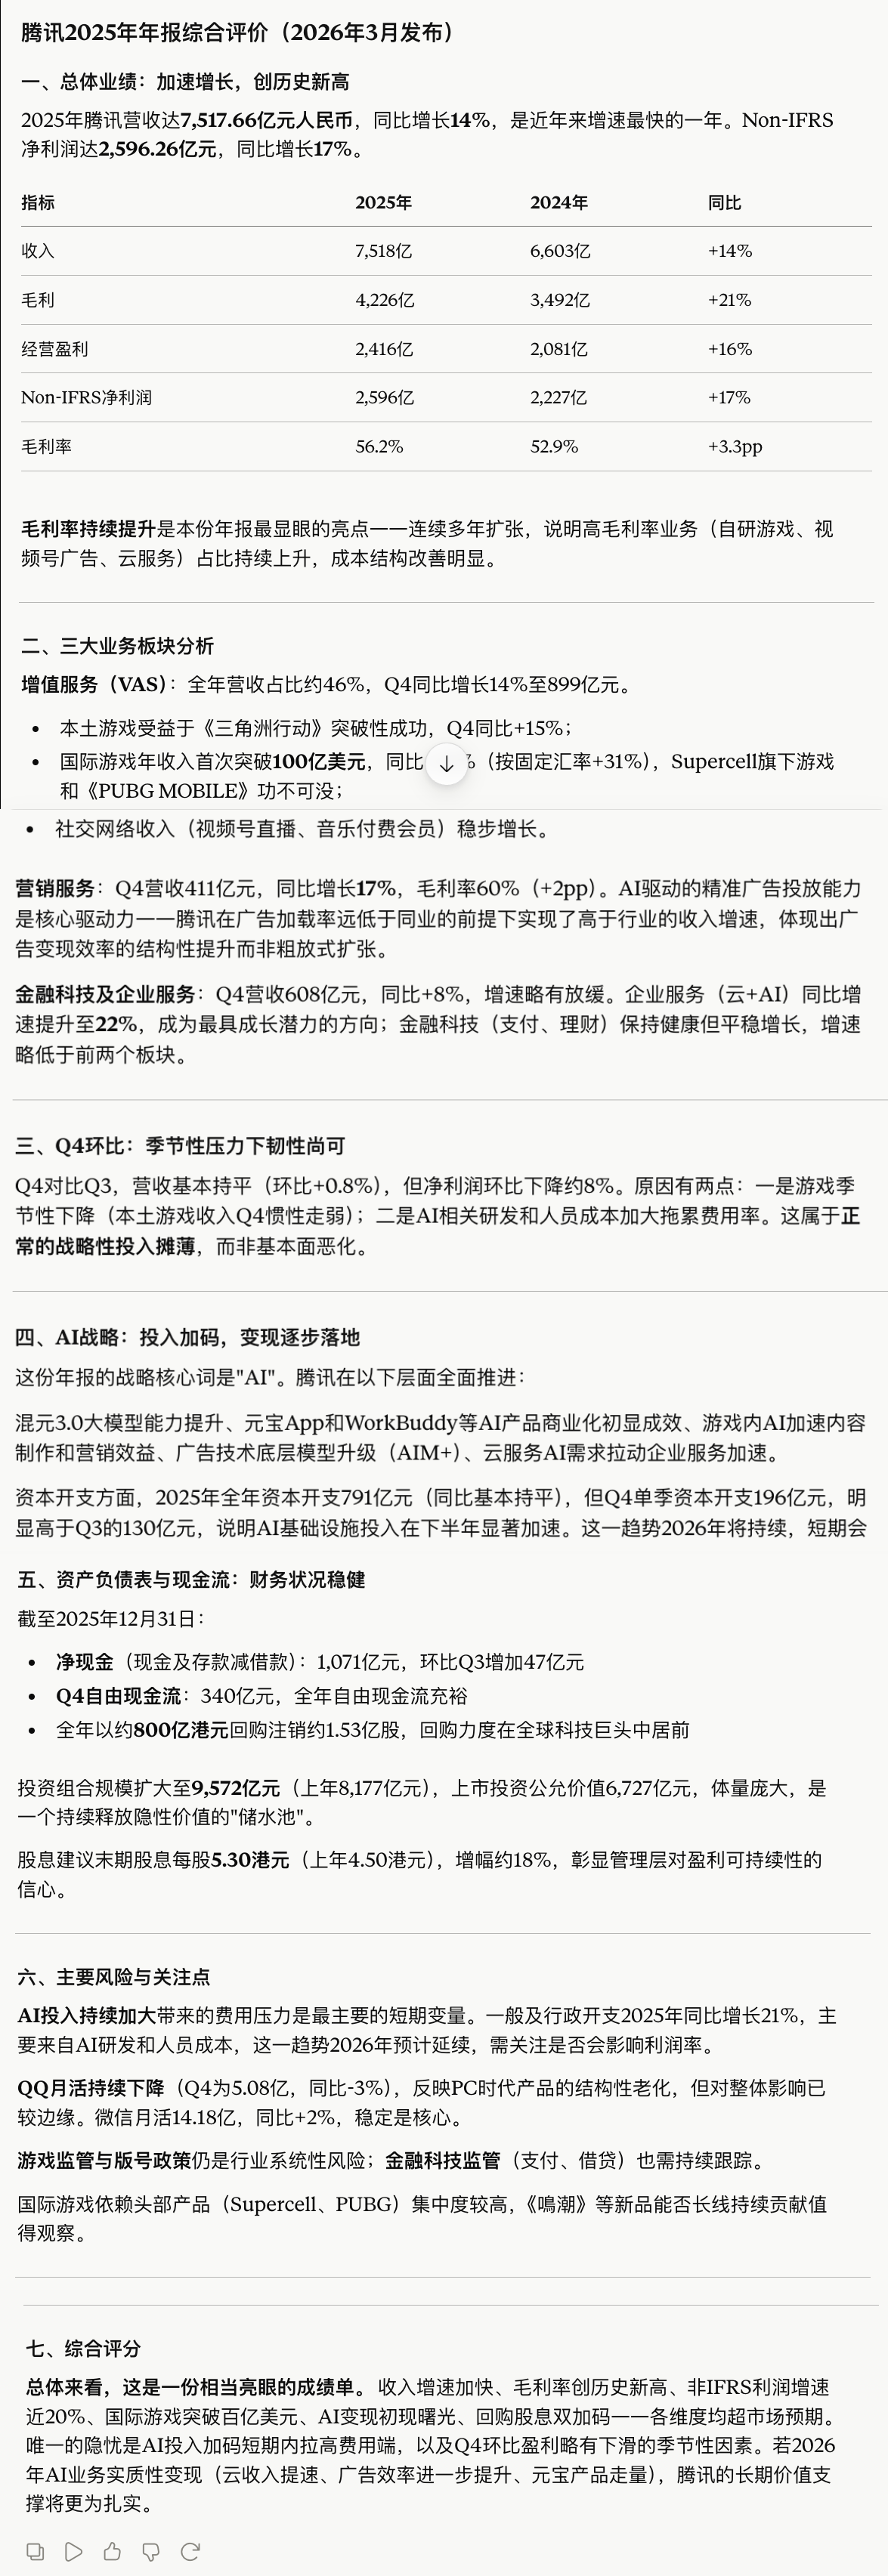 腾讯2025年年报综合评价（2026年3月发布）
一、总体业绩：加速增长，创历史新高
2025年腾讯营收达7,517.66亿元人民币，同比增长14%，是近年来增速最快的一年。Non-IFRS
净利润达2,596.26亿元，同比增长17%。
指标 2025年 2024年 同比
收入 7,518亿 6,603亿 +14%
毛利 4,226亿 3,492亿 +21%
经营盈利 2,416亿 2,081亿 +16%
Non-IFRS净利润 2,596亿 2,227亿 +17%
毛利率 56.2% 52.9% +3.3pp
毛利率持续提升是本份年报最显眼的亮点——连续多年扩张，说明高毛利率业务（自研游戏、视
频号广告、云服务）占比持续上升，成本结构改善明显。
二、三大业务板块分析
增值服务（VAS）：全年营收占比约46%，Q4同比增长14%至899亿元。
• 本土游戏受益于《三角洲行动》突破性成功，Q4同比+15%；
• 国际游戏年收入首次突破100亿美元，同比 %（按固定汇率+31%），Supercell旗下游戏
和《PUBG MOBILE》功不可没；
• 社交网络收入（视频号直播、音乐付费会员）稳步增长。
营销服务：Q4营收411亿元，同比增长17%，毛利率60%（+2pp）。AI驱动的精准广告投放能力
是核心驱动力——腾讯在广告加载率远低于同业的前提下实现了高于行业的收入增速，体现出广
告变现效率的结构性提升而非粗放式扩张。
金融科技及企业服务：Q4营收608亿元，同比+8%，增速略有放缓。企业服务（云+AI）同比增
速提升至22%，成为最具成长潜力的方向；金融科技（支付、理财）保持健康但平稳增长，增速
略低于前两个板块。
三、Q4环比：季节性压力下韧性尚可
Q4对比Q3，营收基本持平（环比+0.8%），但净利润环比下降约8%。原因有两点：一是游戏季
节性下降（本土游戏收入Q4惯性走弱）；二是AI相关研发和人员成本加大拖累费用率。这属于正
常的战略性投入摊薄，而非基本面恶化。
四、AI战略：投入加码，变现逐步落地
这份年报的战略核心词是"AI"。腾讯在以下层面全面推进：
混元3.0大模型能力提升、元宝App和WorkBuddy等AI产品商业化初显成效、游戏内AI加速内容
制作和营销效益、广告技术底层模型升级（AIM+）、云服务AI需求拉动企业服务加速。
资本开支方面，2025年全年资本开支791亿元（同比基本持平），但Q4单季资本开支196亿元，明
显高于Q3的130亿元，说明AI基础设施投入在下半年显著加速。这一趋势2026年将持续，短期会
五、资产负债表与现金流：财务状况稳健
截至2025年12月31日：
• 净现金（现金及存款减借款）：1,071亿元，环比Q3增加47亿元
• Q4自由现金流：340亿元，全年自由现金流充裕
• 全年以约800亿港元回购注销约1.53亿股，回购力度在全球科技巨头中居前
投资组合规模扩大至9,572亿元（上年8,177亿元），上市投资公允价值6,727亿元，体量庞大，是
一个持续释放隐性价值的"储水池"。
股息建议末期股息每股5.30港元（上年4.50港元），增幅约18%，彰显管理层对盈利可持续性的
信心。
六、主要风险与关注点
AI投入持续加大带来的费用压力是最主要的短期变量。一般及行政开支2025年同比增长21%，主
要来自AI研发和人员成本，这一趋势2026年预计延续，需关注是否会影响利润率。
QQ月活持续下降（Q4为5.08亿，同比-3%），反映PC时代产品的结构性老化，但对整体影响已
较边缘。微信月活14.18亿，同比+2%，稳定是核心。
游戏监管与版号政策仍是行业系统性风险；金融科技监管（支付、借贷）也需持续跟踪。
国际游戏依赖头部产品（Supercell、PUBG）集中度较高，《鳴潮》等新品能否长线持续贡献值
得观察。
七、综合评分
总体来看，这是一份相当亮眼的成绩单。 收入增速加快、毛利率创历史新高、非IFRS利润增速
近20%、国际游戏突破百亿美元、AI变现初现曙光、回购股息双加码——各维度均超市场预期。
唯一的隐忧是AI投入加码短期内拉高费用端，以及Q4环比盈利略有下滑的季节性因素。若2026
年AI业务实质性变现（云收入提速、广告效率进一步提升、元宝产品走量），腾讯的长期价值支
撑将更为扎实。